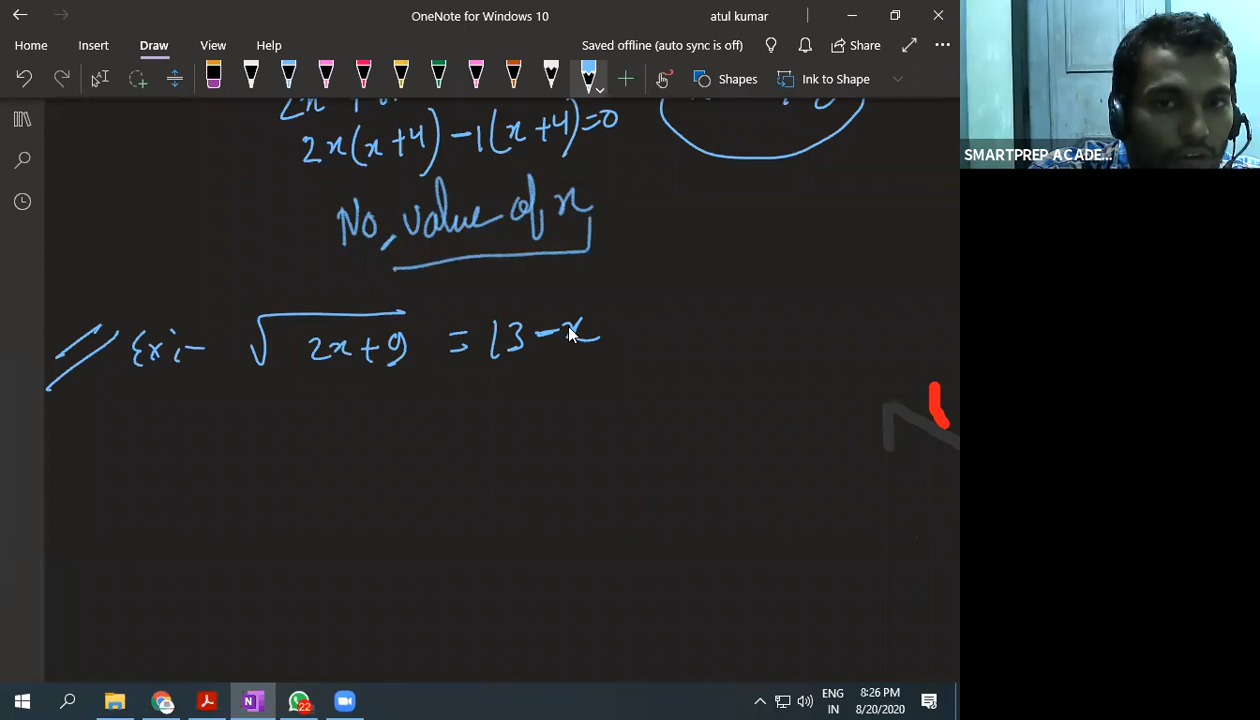 OneNote for Windows 10
atul kumar
Home Insert Draw View Help
Saved offline (auto sync is off)
Share
Shapes
Ink to Shape
2x(x+4) -1(x+4)=0
No, value of x
Ex:- √2x+9 = 13-x
SMARTPREP ACADE...
22
ENG
IN
8:26 PM
8/20/2020